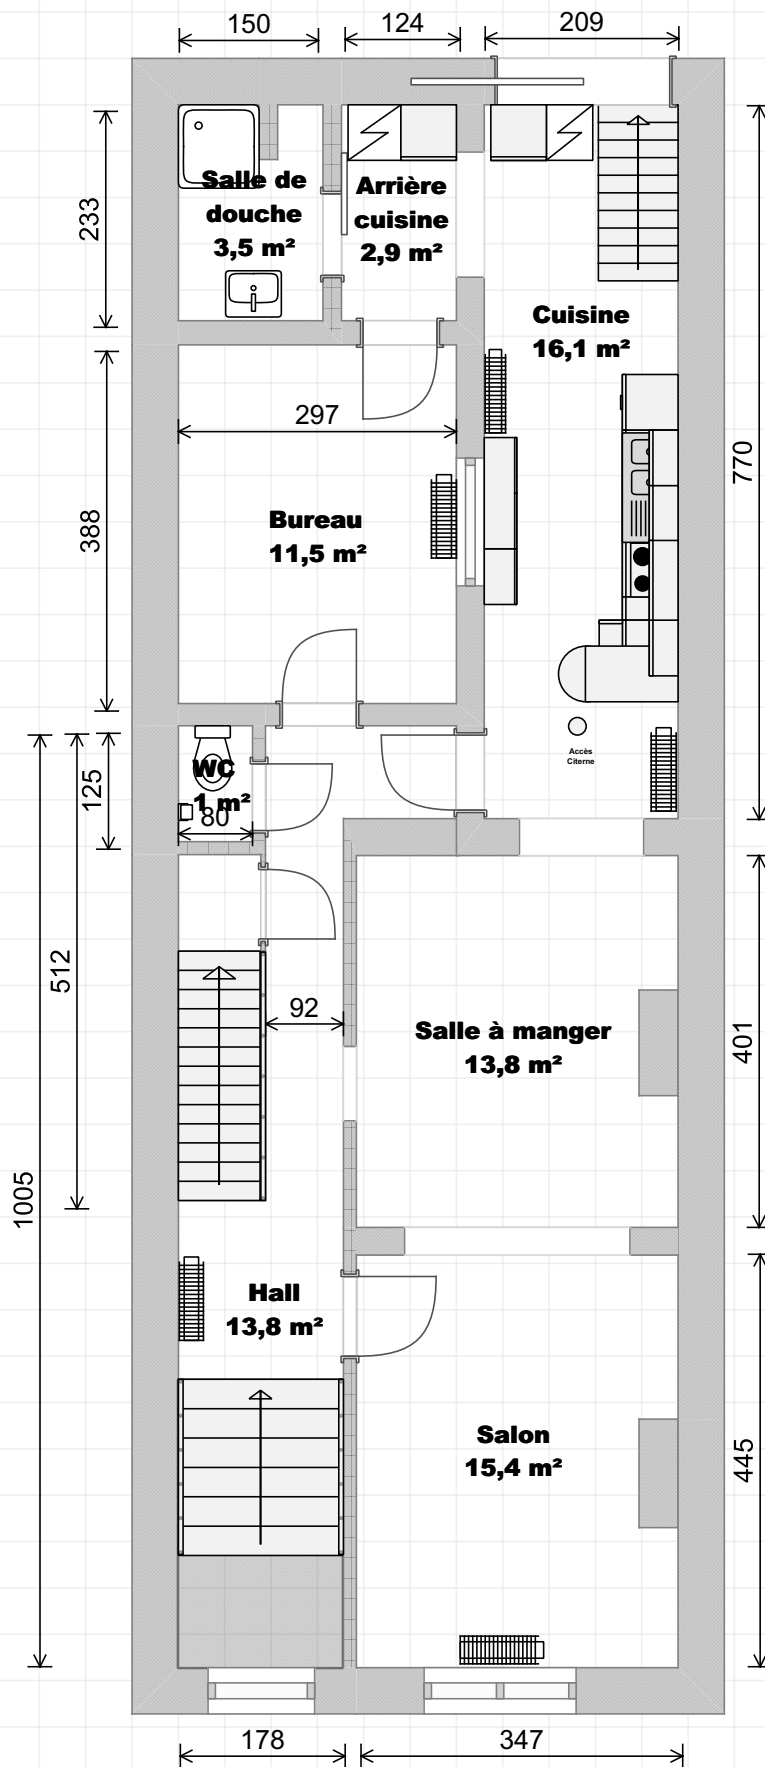 150
124
209
Salle de
douche
3,5 m²
Arrière
cuisine
2,9 m²
233
Cuisine
16,1 m²
297
770
388
Bureau
11,5 m²
WC
1 m²
80
125
Accès
Citerne
512
92
Salle à manger
13,8 m²
401
1005
Hall
13,8 m²
Salon
15,4 m²
445
178
347